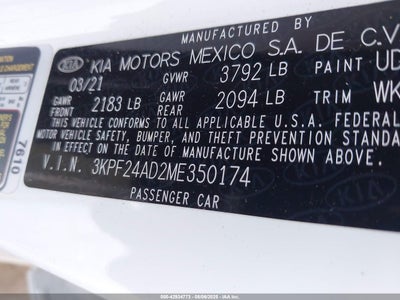 MANUFACTURED BY
KIA KIA MOTORS MEXICO S.A. DE C.V
03/21 GVWR 3792 LB PAINT UD
GAWR FRONT 2183 LB GAWR REAR 2094 LB TRIM WK
THIS VEHICLE CONFORMS TO ALL APPLICABLE U.S.A. FEDERAL
MOTOR VEHICLE SAFETY, BUMPER, AND THEFT PREVENTION STANDA
IN EFFECT ON THE DATE OF MANUFACTURE SHOWN ABOVE.
V.I.N. 3KPF24AD2ME350174
PASSENGER CAR
7610